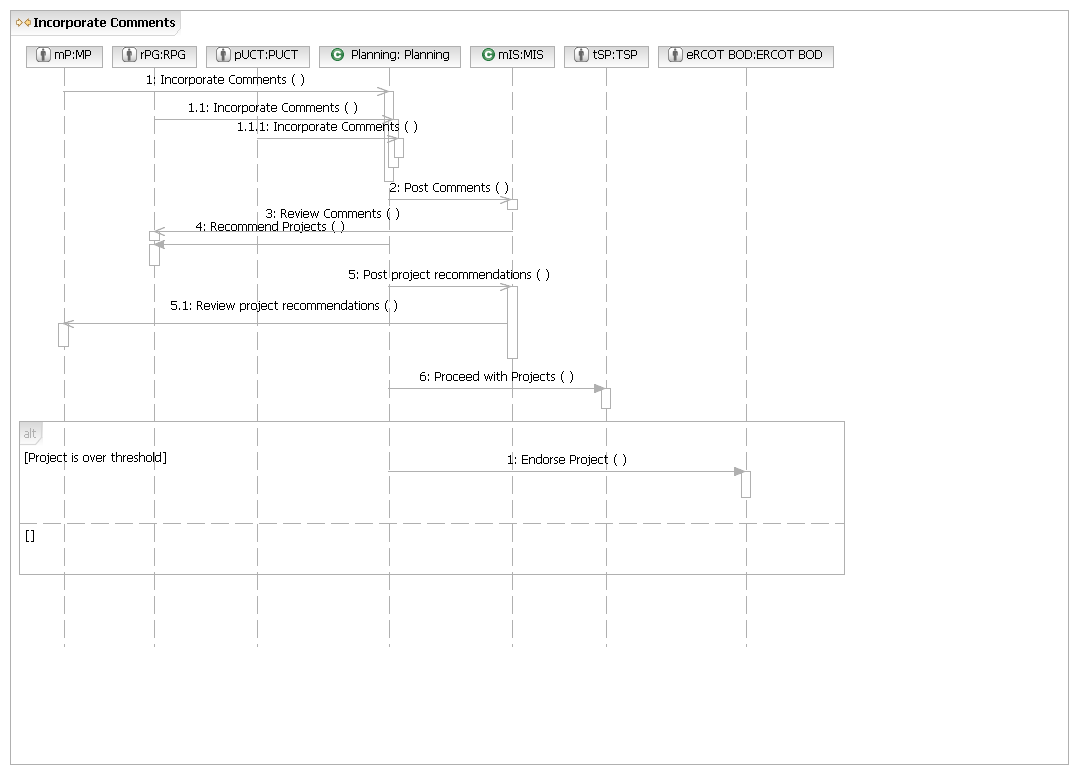 Incorporate Comments
mP:MP
rPG:RPG
pUCT:PUCT
Planning: Planning
mIS:MIS
tSP:TSP
eRCOT BOD:ERCOT BOD
1: Incorporate Comments ( )
1.1: Incorporate Comments ( )
1.1.1: Incorporate Comments ( )
2: Post Comments ( )
3: Review Comments ( )
4: Recommend Projects ( )
5: Post project recommendations ( )
5.1: Review project recommendations ( )
6: Proceed with Projects ( )
alt
[Project is over threshold]
1: Endorse Project ( )
[]